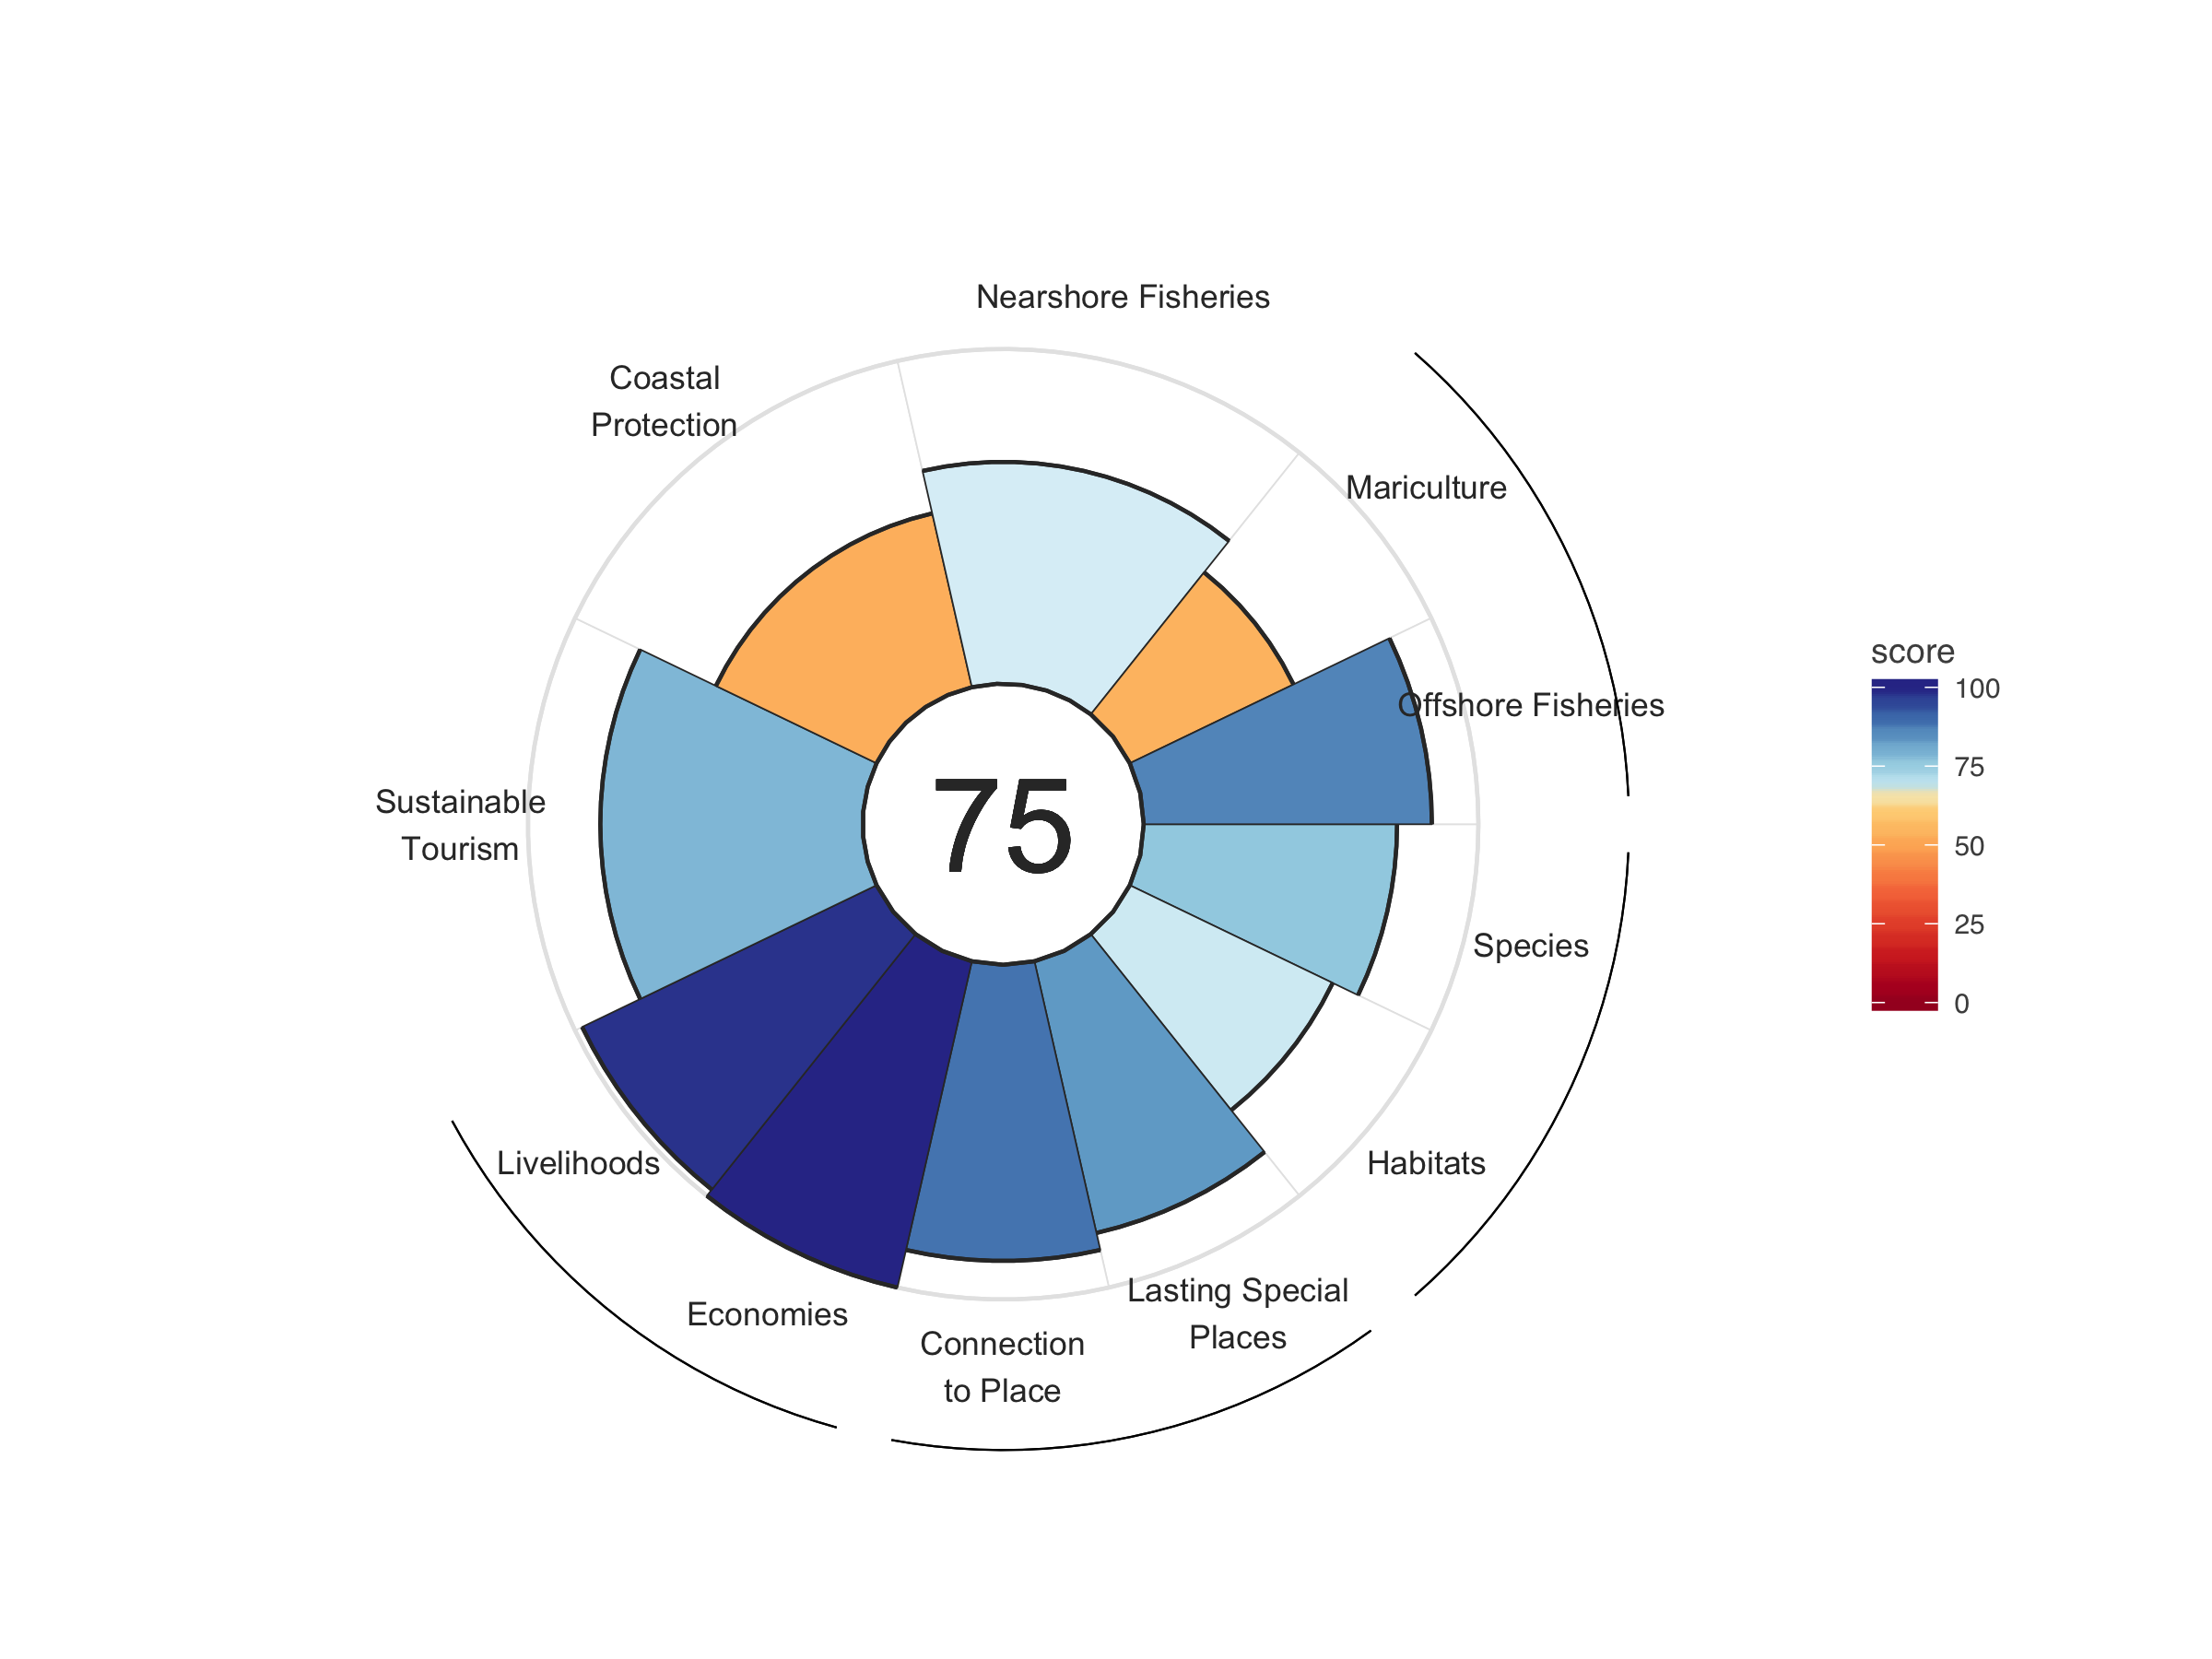 Nearshore Fisheries
Coastal
Protection
Mariculture
Offshore Fisheries
score
100
75
50
25
0
75
Sustainable
Tourism
Species
Livelihoods
Habitats
Economies
Lasting Special
Places
Connection
to Place